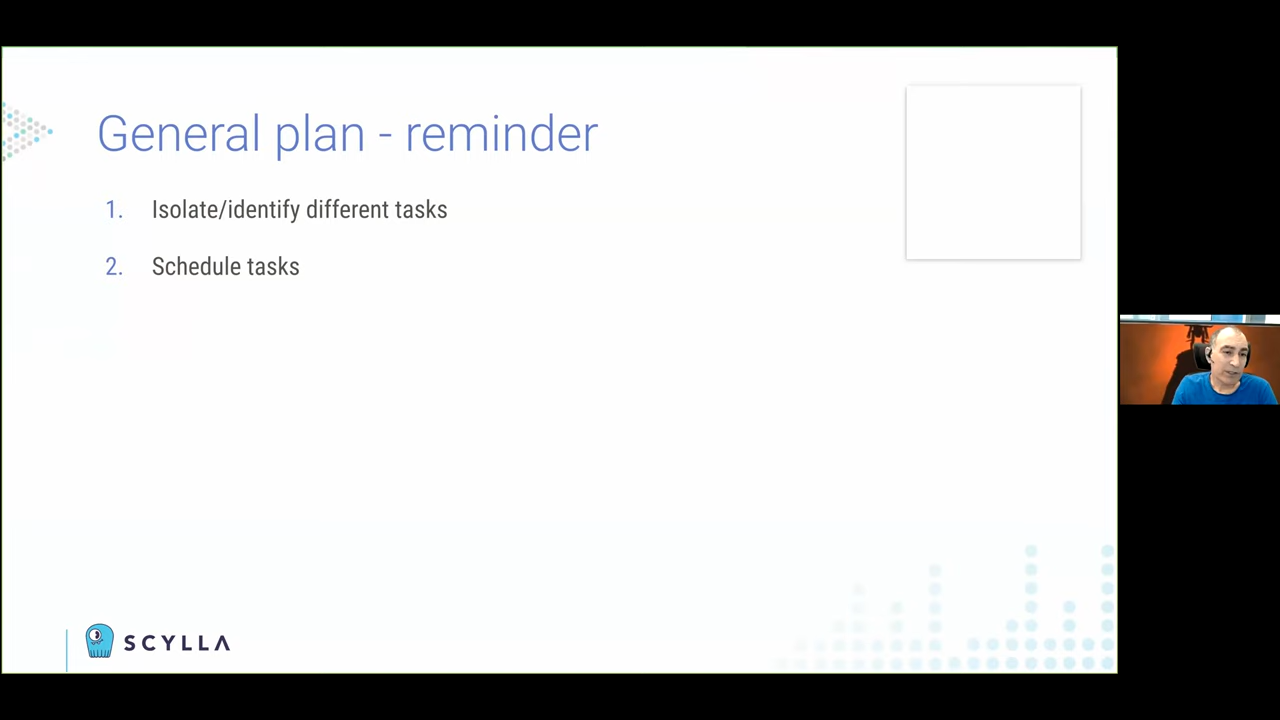 General plan - reminder
1. Isolate/identify different tasks
2. Schedule tasks
SCYLLA